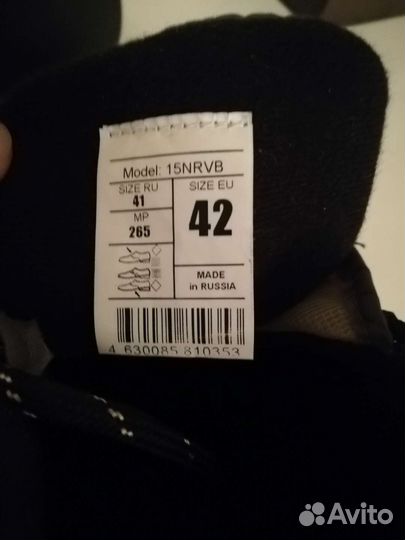 Model: 15NRVB
SIZE RU
41
MP
265
SIZE EU
42
MADE
in RUSSIA
4 630085 810353
Avito